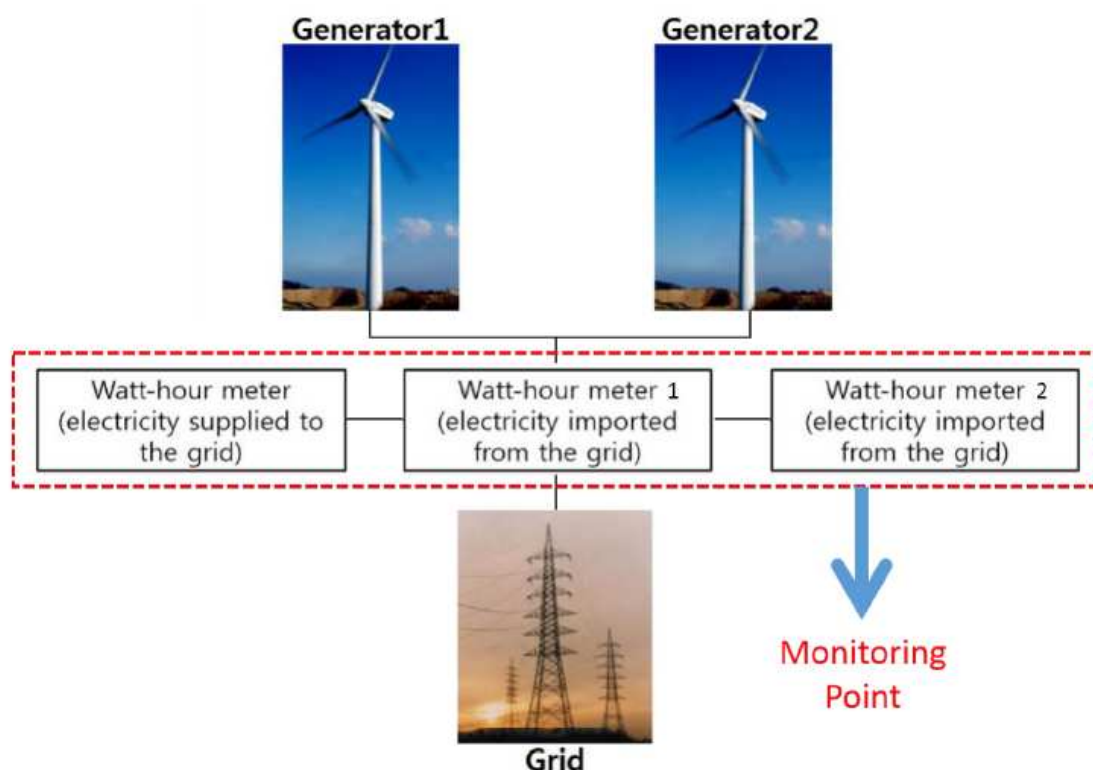 Generator1
Generator2
Watt-hour meter
(electricity supplied to
the grid)
Watt-hour meter 1
(electricity imported
from the grid)
Watt-hour meter 2
(electricity imported
from the grid)
Monitoring
Point
Grid